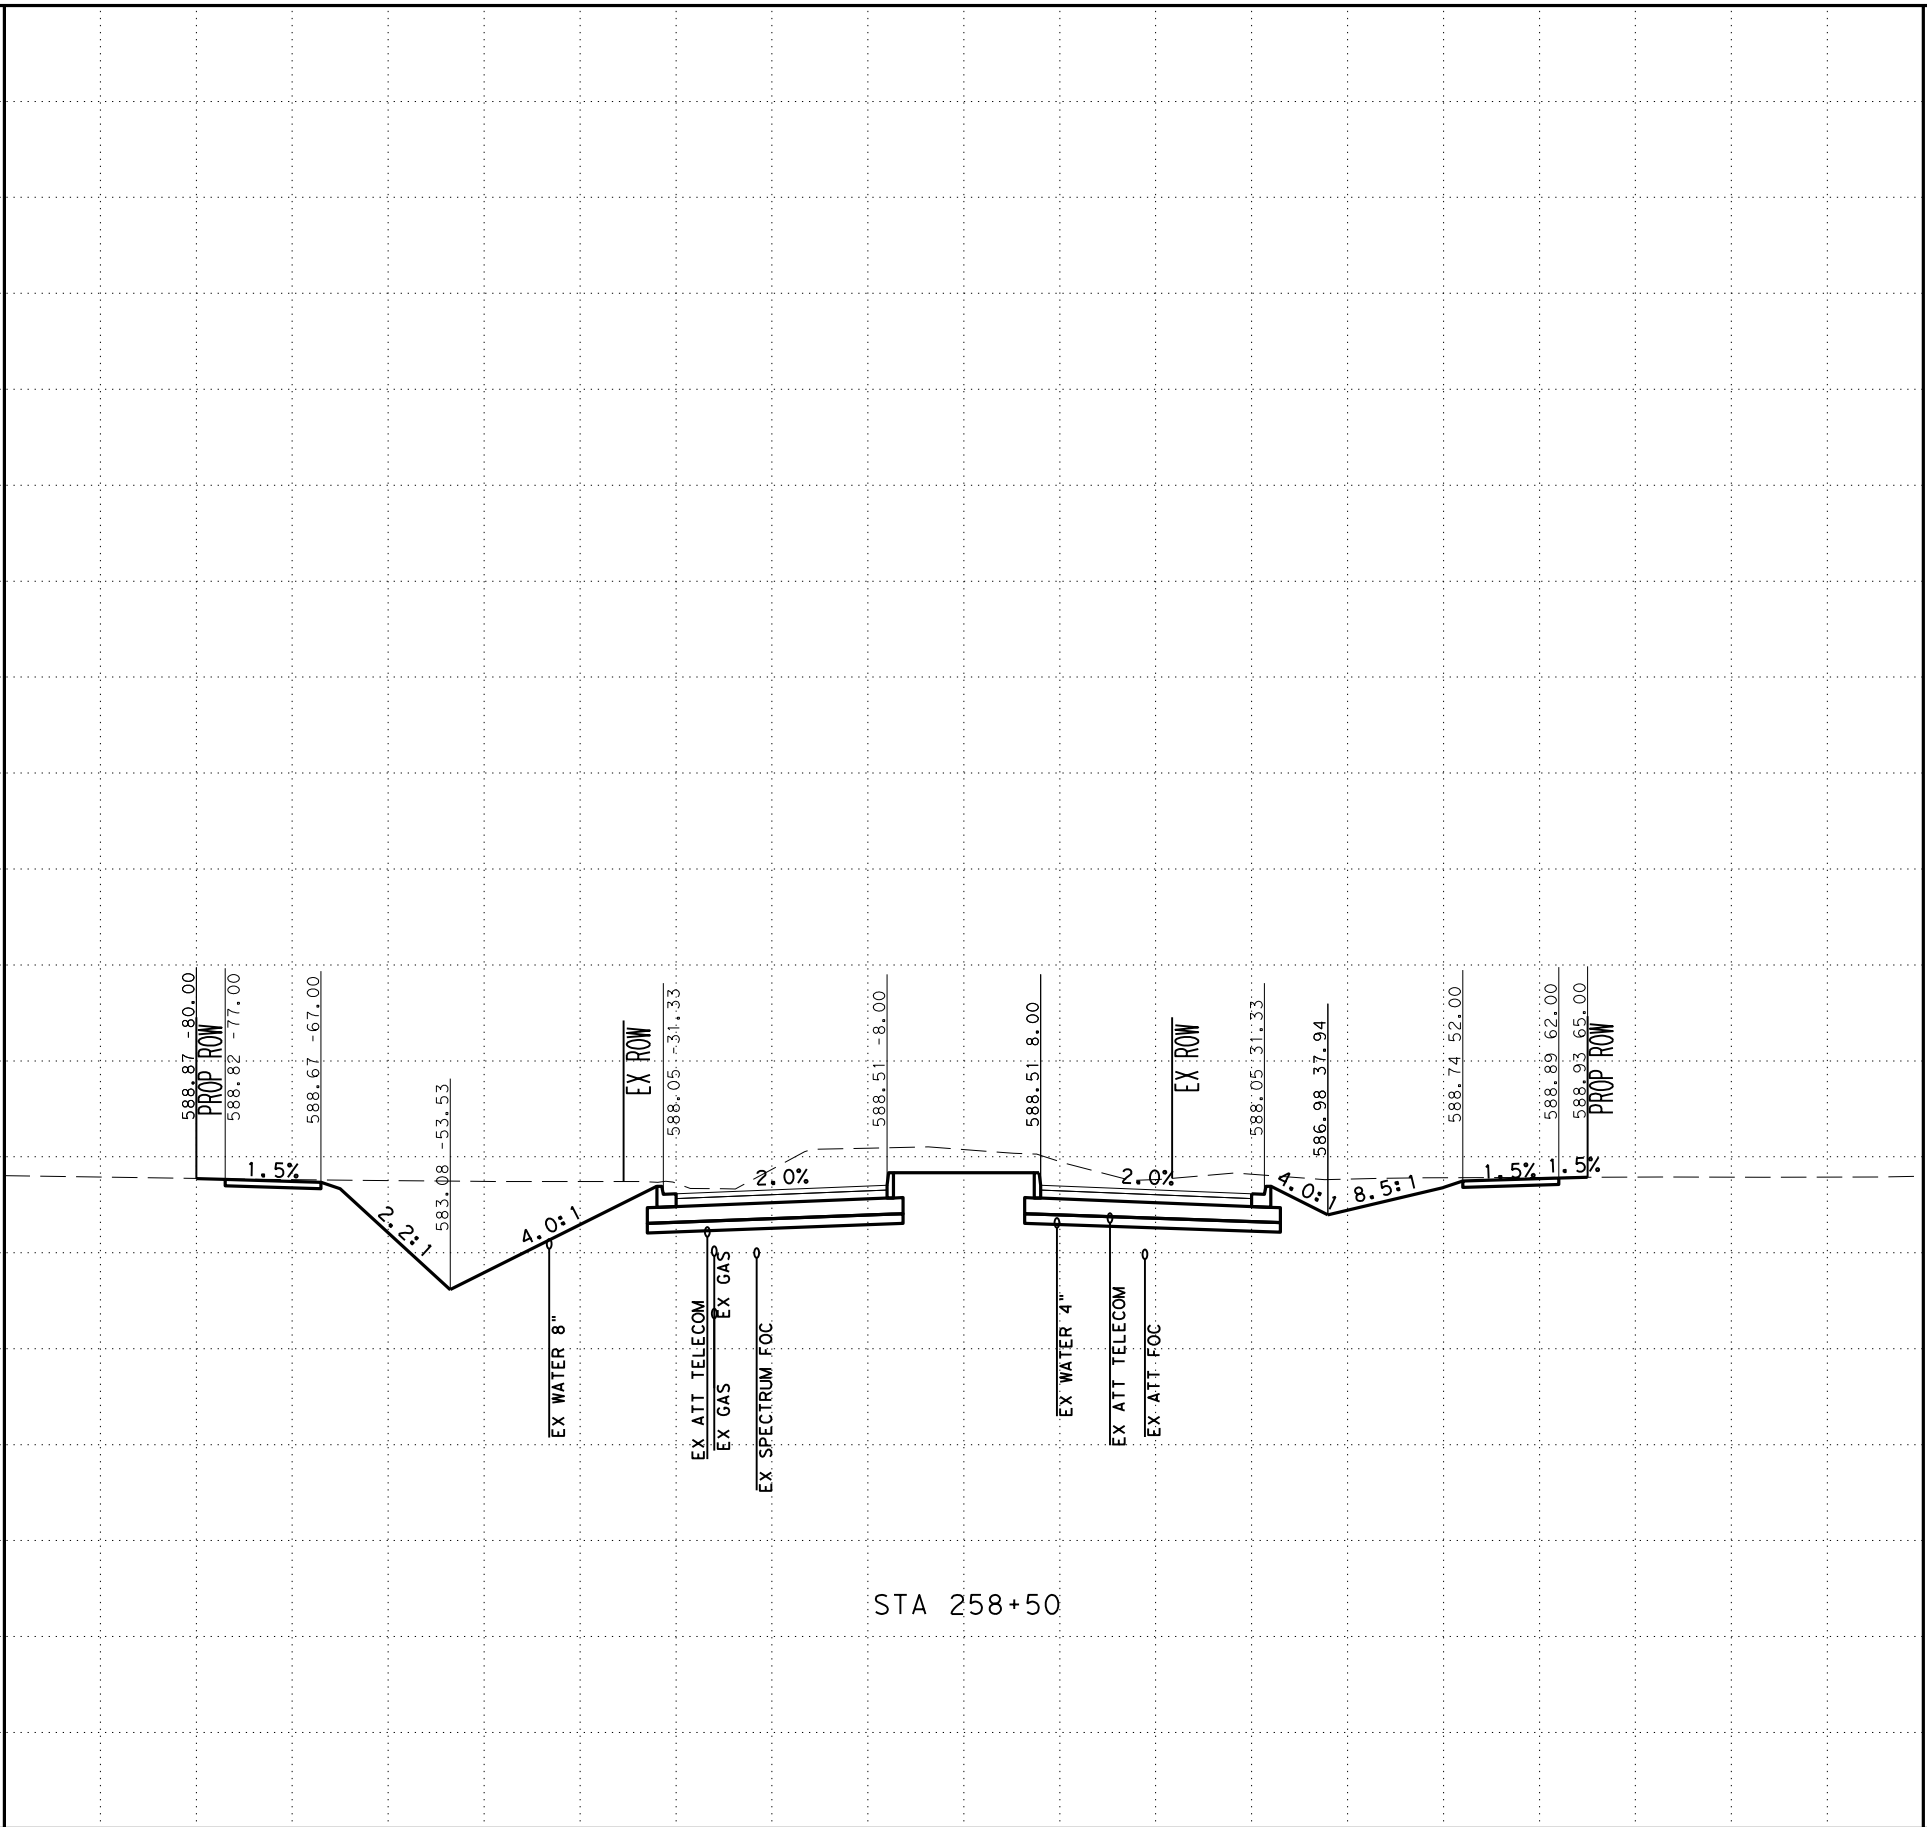 588.87 -80.00
PROP ROW
588.82 -77.00
588.67 -67.00
583.08 -53.53
EX ROW
588.05 -31.33
588.51 -8.00
588.51 8.00
EX ROW
588.05 31.33
586.98 37.94
588.74 52.00
588.89 62.00
588.93 65.00
PROP ROW
1.5%
2.2:1
4.0:1
2.0%
2.0%
4.0:1
8.5:1
1.5%
1.5%
EX WATER 8"
EX ATT TELECOM
EX GAS
EX GAS
EX SPECTRUM FOC
EX WATER 4"
EX ATT TELECOM
EX ATT FOC
STA 258+50